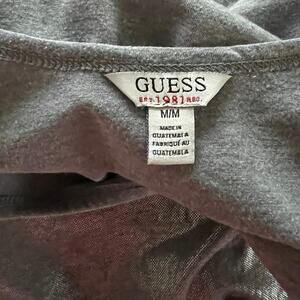 GUESS
EST. 1981 REG.
M/M
MADE IN
GUATEMALA
FABRIQUÉ AU
GUATEMALA